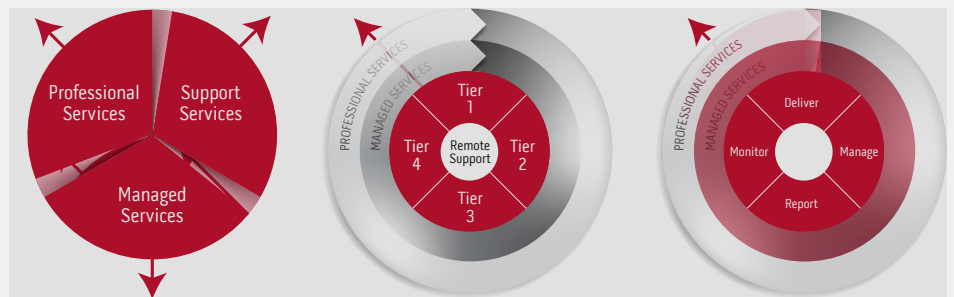 Professional
Services
Support
Services
Managed
Services
PROFESSIONAL SERVICES
MANAGED SERVICES
Tier
1
Tier
2
Tier
3
Tier
4
Remote
Support
PROFESSIONAL SERVICES
MANAGED SERVICES
Deliver
Manage
Report
Monitor